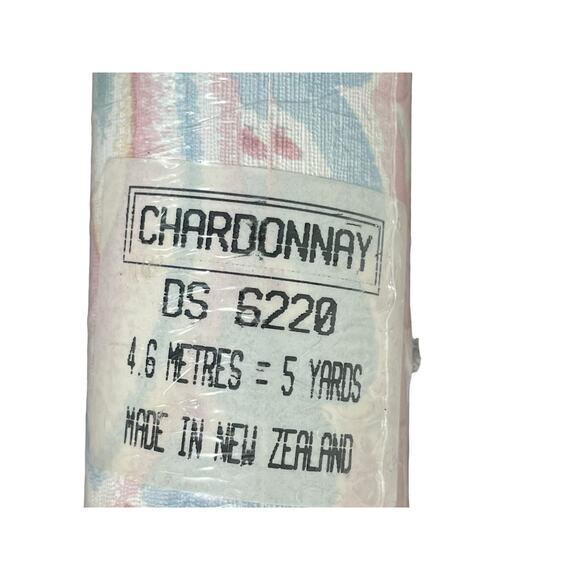 CHARDONNAY
DS 6220
4.6 METRES = 5 YARDS
MADE IN NEW ZEALAND